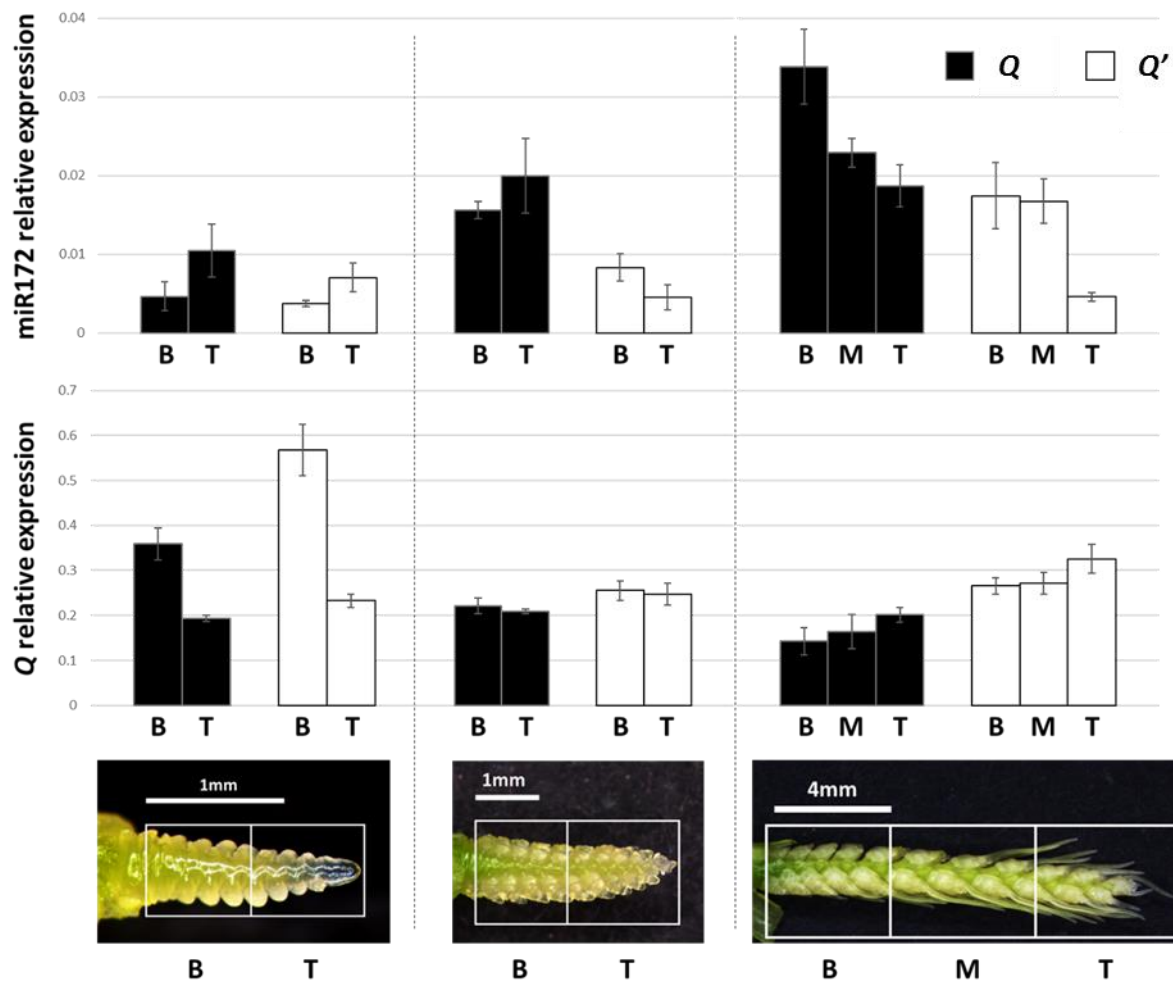 miR172 relative expression
0.04
0.03
0.02
0.01
0
Q Q’
B T B T B T B T B M T B M T
Q relative expression
0.7
0.6
0.5
0.4
0.3
0.2
0.1
0
B T B T B T B T B M T B M T
1mm 1mm 4mm
B T B T B M T